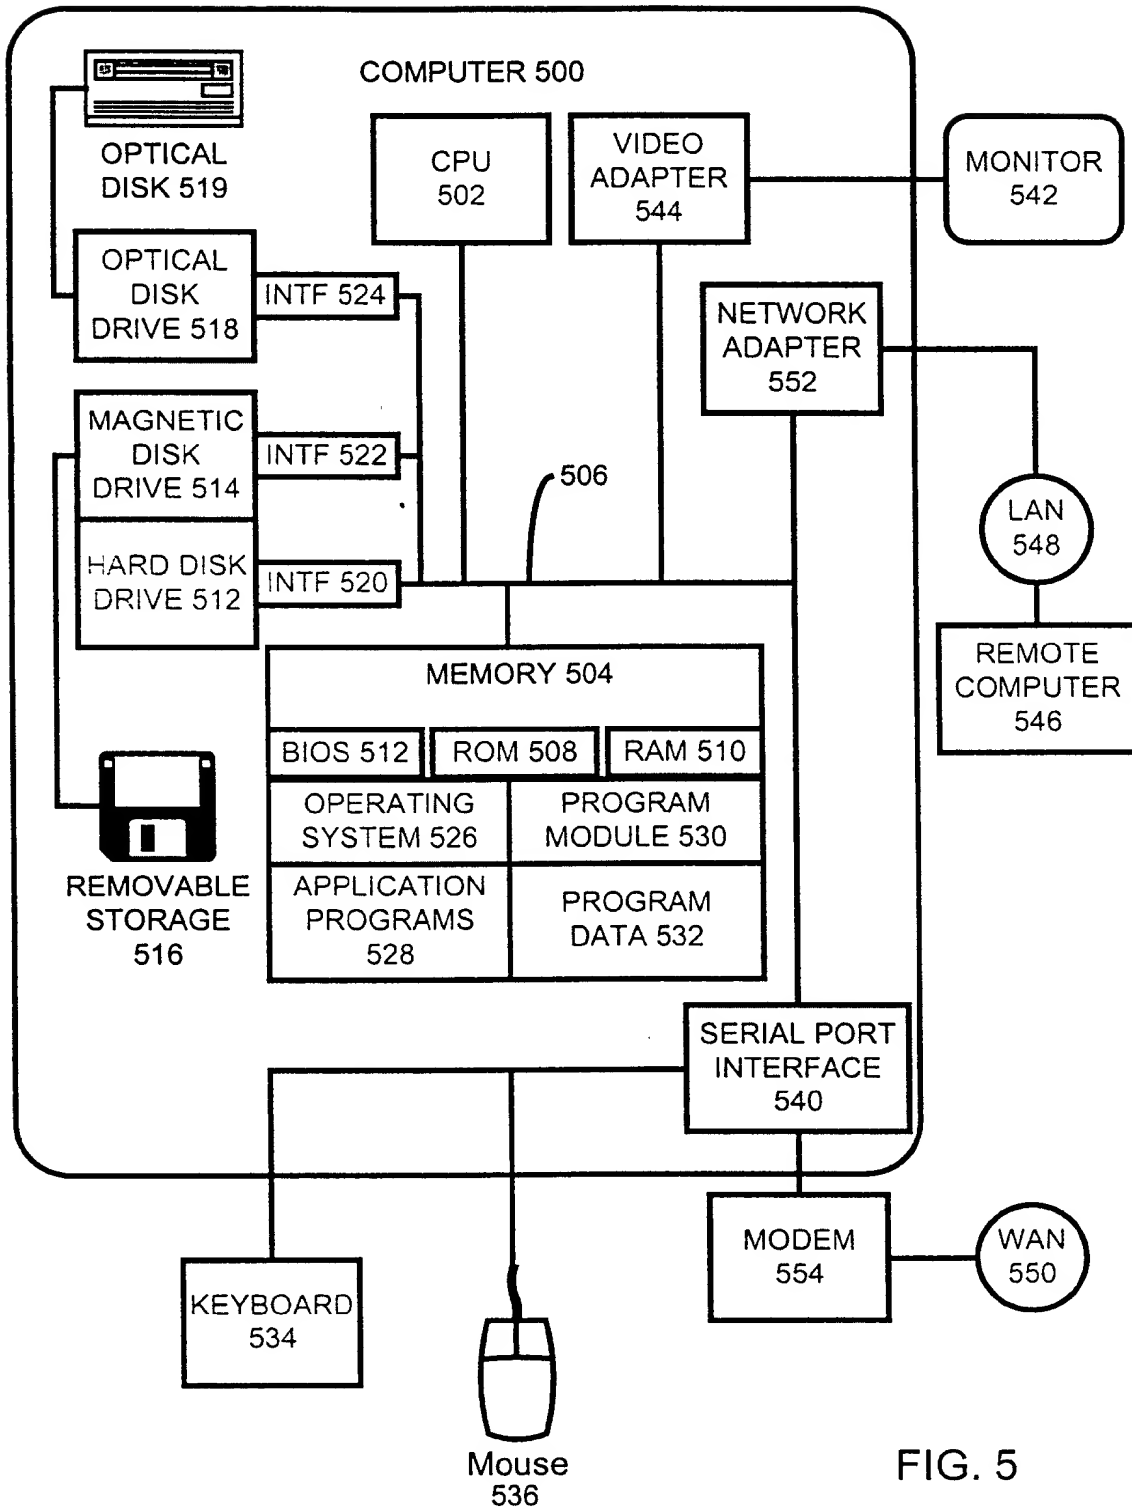 COMPUTER 500
OPTICAL
DISK 519
CPU
502
VIDEO
ADAPTER
544
MONITOR
542
OPTICAL
DISK
DRIVE 518
INTF 524
NETWORK
ADAPTER
552
MAGNETIC
DISK
DRIVE 514
INTF 522
506
LAN
548
HARD DISK
DRIVE 512
INTF 520
REMOTE
COMPUTER
546
MEMORY 504
BIOS 512
ROM 508
RAM 510
OPERATING
SYSTEM 526
PROGRAM
MODULE 530
REMOVABLE
STORAGE
516
APPLICATION
PROGRAMS
528
PROGRAM
DATA 532
SERIAL PORT
INTERFACE
540
MODEM
554
WAN
550
KEYBOARD
534
Mouse
536
FIG. 5